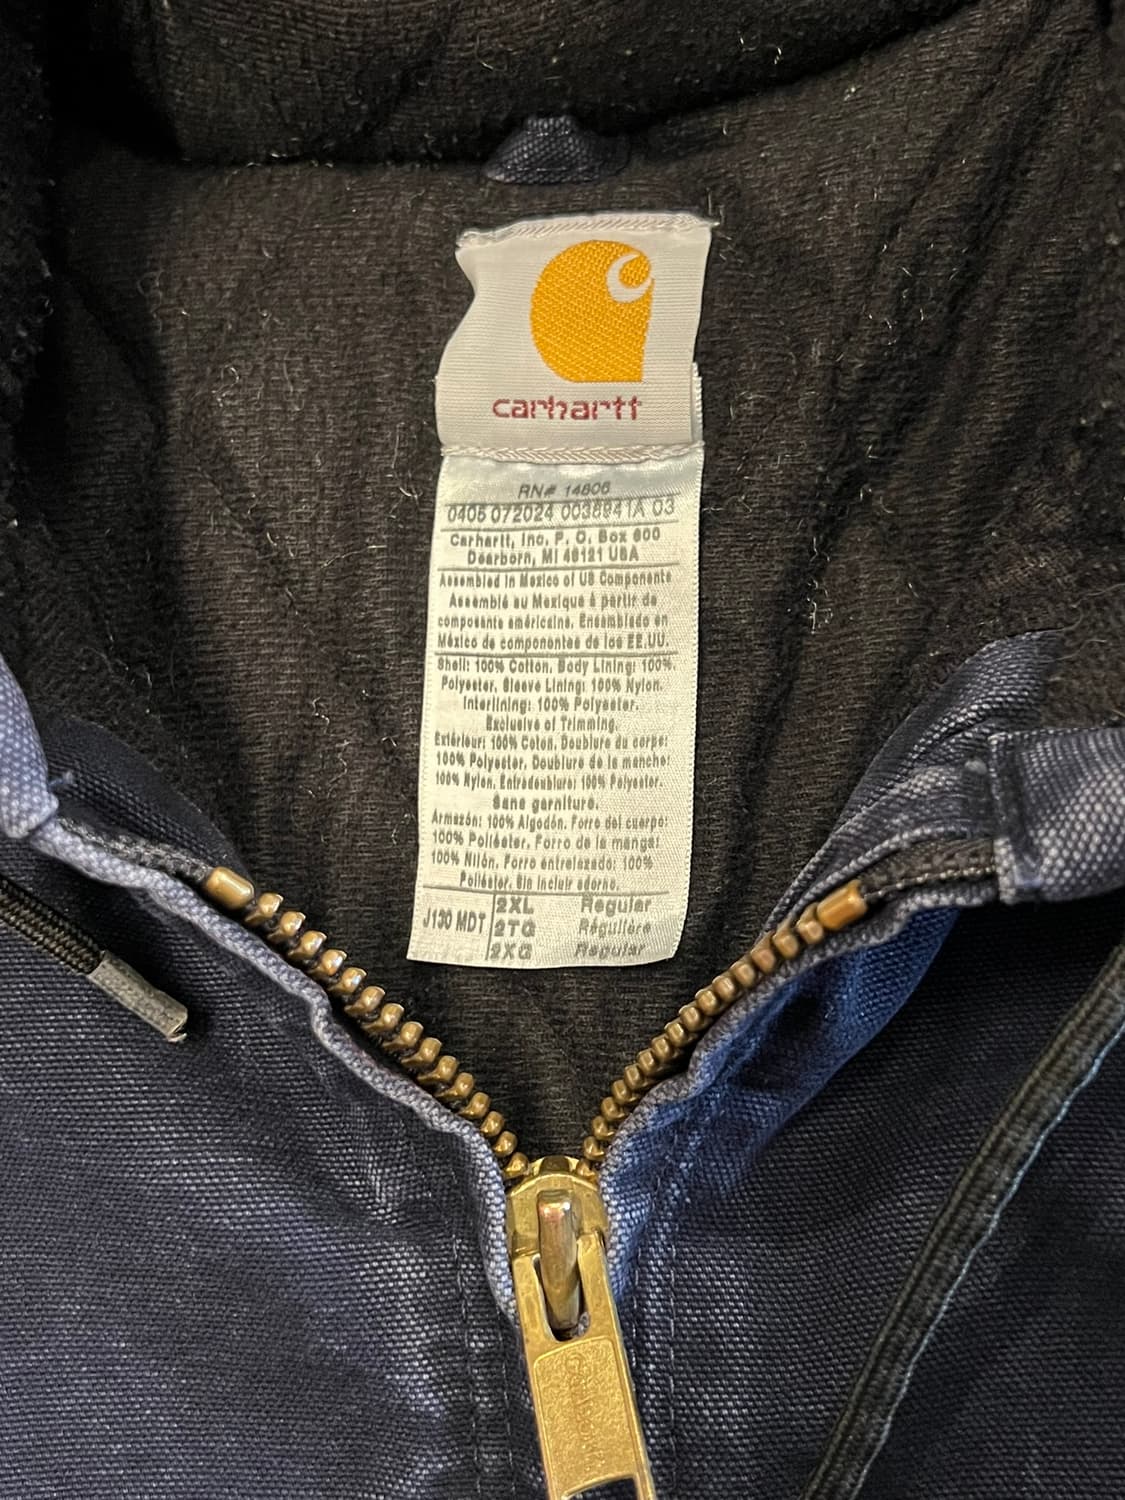 carhartt
RN# 14806
0405 072024 0038941A 03
Carhartt, Inc. P. O. Box 600
Dearborn, MI 48121 USA
Assembled in Mexico of US Components
Assemblé au Mexique à partir de
composants américains. Ensamblado en
México de componentes de los EE.UU.
Shell: 100% Cotton. Body Lining: 100%
Polyester. Sleeve Lining: 100% Nylon.
Interlining: 100% Polyester.
Exclusive of Trimming.
Extérieur: 100% Coton. Doublure du corps:
100% Polyester. Doublure de la manche:
100% Nylon. Entredoublure: 100% Polyester.
Sans garniture.
Armazón: 100% Algodón. Forro del cuerpo:
100% Poliéster. Forro de la manga:
100% Nilón. Forro entrelazado: 100%
Poliéster. Sin incluir adorno.
J130 MDT
2XL Regular
2TG Régulière
2XG Regular